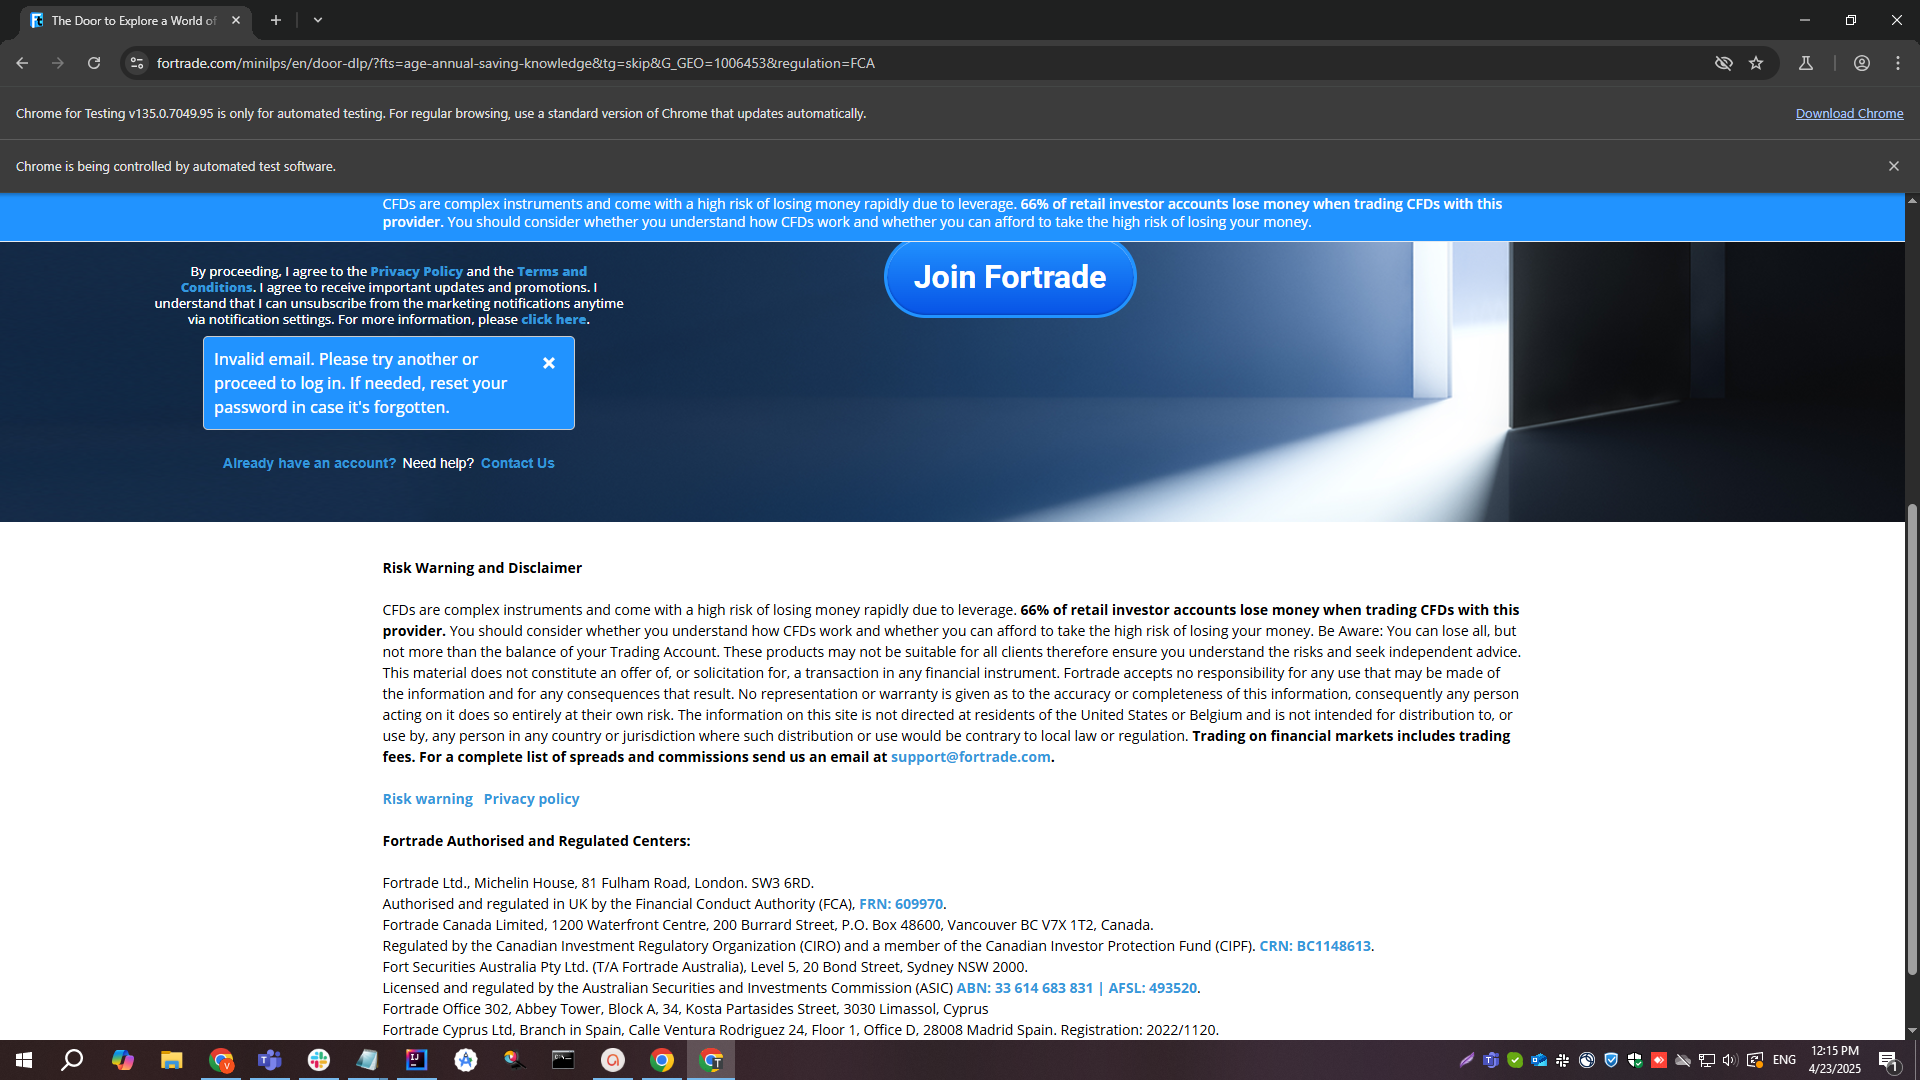 The Door to Explore a World of
fortrade.com/minilps/en/door-dlp/?fts=age-annual-saving-knowledge&tg=skip&G_GEO=1006453&regulation=FCA
Chrome for Testing v135.0.7049.95 is only for automated testing. For regular browsing, use a standard version of Chrome that updates automatically.
Download Chrome
Chrome is being controlled by automated test software.
CFDs are complex instruments and come with a high risk of losing money rapidly due to leverage. 66% of retail investor accounts lose money when trading CFDs with this
provider. You should consider whether you understand how CFDs work and whether you can afford to take the high risk of losing your money.
By proceeding, I agree to the Privacy Policy and the Terms and
Conditions. I agree to receive important updates and promotions. I
understand that I can unsubscribe from the marketing notifications anytime
via notification settings. For more information, please click here.
Join Fortrade
Invalid email. Please try another or
proceed to log in. If needed, reset your
password in case it's forgotten.
Already have an account? Need help? Contact Us
Risk Warning and Disclaimer
CFDs are complex instruments and come with a high risk of losing money rapidly due to leverage. 66% of retail investor accounts lose money when trading CFDs with this
provider. You should consider whether you understand how CFDs work and whether you can afford to take the high risk of losing your money. Be Aware: You can lose all, but
not more than the balance of your Trading Account. These products may not be suitable for all clients therefore ensure you understand the risks and seek independent advice.
This material does not constitute an offer of, or solicitation for, a transaction in any financial instrument. Fortrade accepts no responsibility for any use that may be made of
the information and for any consequences that result. No representation or warranty is given as to the accuracy or completeness of this information, consequently any person
acting on it does so entirely at their own risk. The information on this site is not directed at residents of the United States or Belgium and is not intended for distribution to, or
use by, any person in any country or jurisdiction where such distribution or use would be contrary to local law or regulation. Trading on financial markets includes trading
fees. For a complete list of spreads and commissions send us an email at support@fortrade.com.
Risk warning Privacy policy
Fortrade Authorised and Regulated Centers:
Fortrade Ltd., Michelin House, 81 Fulham Road, London. SW3 6RD.
Authorised and regulated in UK by the Financial Conduct Authority (FCA), FRN: 609970.
Fortrade Canada Limited, 1200 Waterfront Centre, 200 Burrard Street, P.O. Box 48600, Vancouver BC V7X 1T2, Canada.
Regulated by the Canadian Investment Regulatory Organization (CIRO) and a member of the Canadian Investor Protection Fund (CIPF). CRN: BC1148613.
Fort Securities Australia Pty Ltd. (T/A Fortrade Australia), Level 5, 20 Bond Street, Sydney NSW 2000.
Licensed and regulated by the Australian Securities and Investments Commission (ASIC) ABN: 33 614 683 831 | AFSL: 493520.
Fortrade Office 302, Abbey Tower, Block A, 34, Kosta Partasides Street, 3030 Limassol, Cyprus
Fortrade Cyprus Ltd, Branch in Spain, Calle Ventura Rodriguez 24, Floor 1, Office D, 28008 Madrid Spain. Registration: 2022/1120.
ENG
12:15 PM
4/23/2025
1